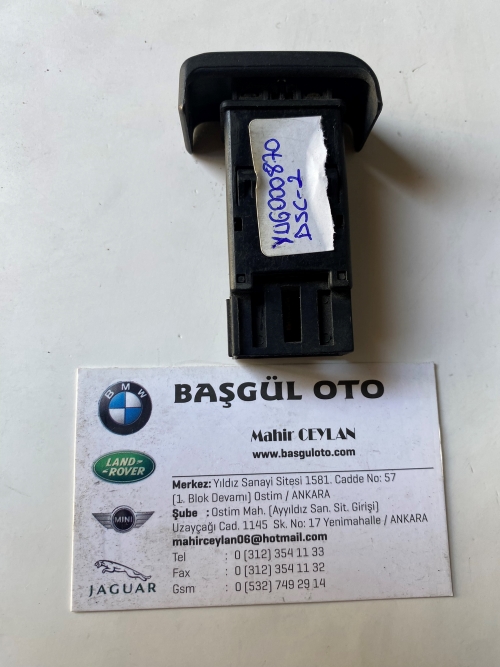 YUG000870
DSC-2
BMW
BAŞGÜL OTO
Mahir CEYLAN
www.basguloto.com
LAND-
ROVER
MINI
JAGUAR
Merkez: Yıldız Sanayi Sitesi 1581. Cadde No: 57
(1. Blok Devamı) Ostim / ANKARA
Şube : Ostim Mah. (Ayyıldız San. Sit. Girişi)
Uzayçağı Cad. 1145 Sk. No: 17 Yenimahalle / ANKARA
mahirceylan06@hotmail.com
Tel : 0 (312) 354 11 33
Fax : 0 (312) 354 11 32
Gsm : 0 (532) 749 29 14